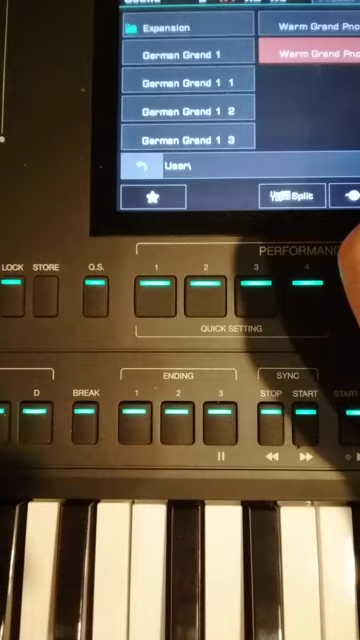 Expansion
Warm Grand Pno
German Grand 1
Warm Grand Pno
German Grand 1 1
German Grand 1 2
German Grand 1 3
User\
Split
PERFORMANC
LOCK STORE Q.S. 1 2 3 4
QUICK SETTING
ENDING SYNC
D BREAK 1 2 3 STOP START START